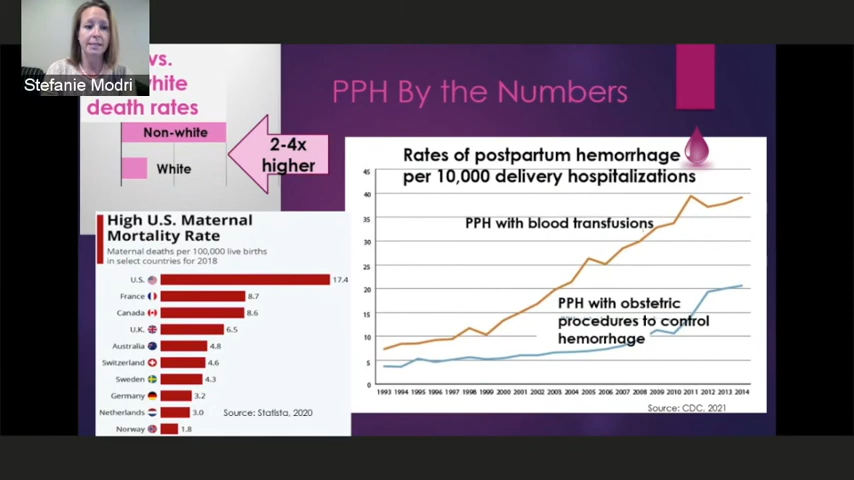 Stefanie Modri
vs.
white
death rates
Non-white
White
2-4x
higher
PPH By the Numbers
Rates of postpartum hemorrhage
per 10,000 delivery hospitalizations
45
40
35
30
25
20
15
10
5
0
PPH with blood transfusions
PPH with obstetric
procedures to control
hemorrhage
1993 1994 1995 1996 1997 1998 1999 2000 2001 2002 2003 2004 2005 2006 2007 2008 2009 2010 2011 2012 2013 2014
Source: CDC, 2021
High U.S. Maternal
Mortality Rate
Maternal deaths per 100,000 live births
in select countries for 2018
U.S. 17.4
France 8.7
Canada 8.6
U.K. 6.5
Australia 4.8
Switzerland 4.6
Sweden 4.3
Germany 3.2
Netherlands 3.0
Norway 1.8
Source: Statista, 2020